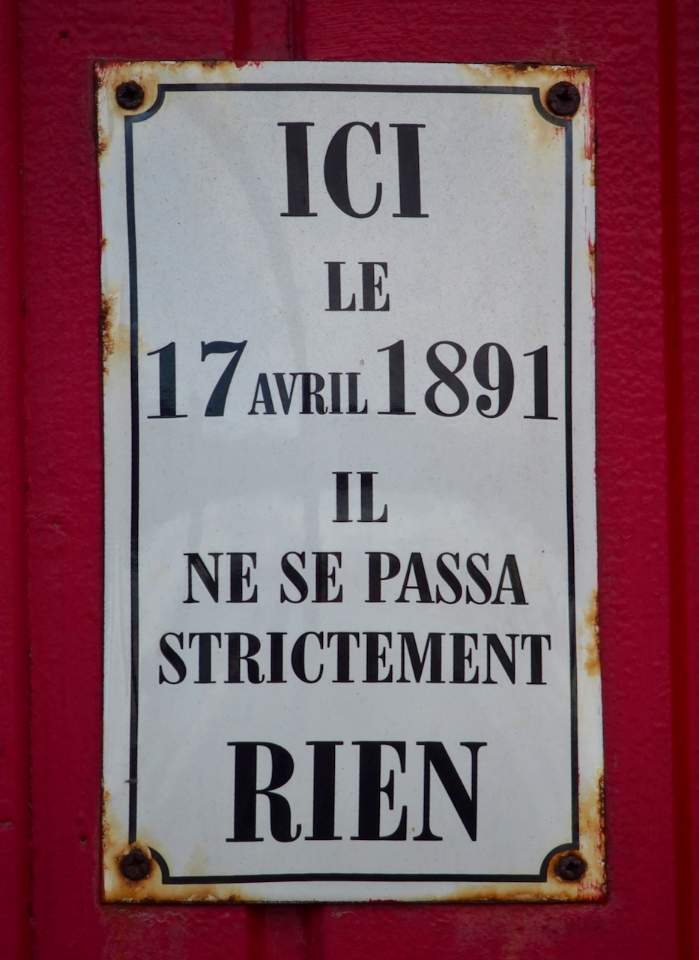 ICI
LE
17 AVRIL 1891
IL
NE SE PASSA
STRICTEMENT
RIEN